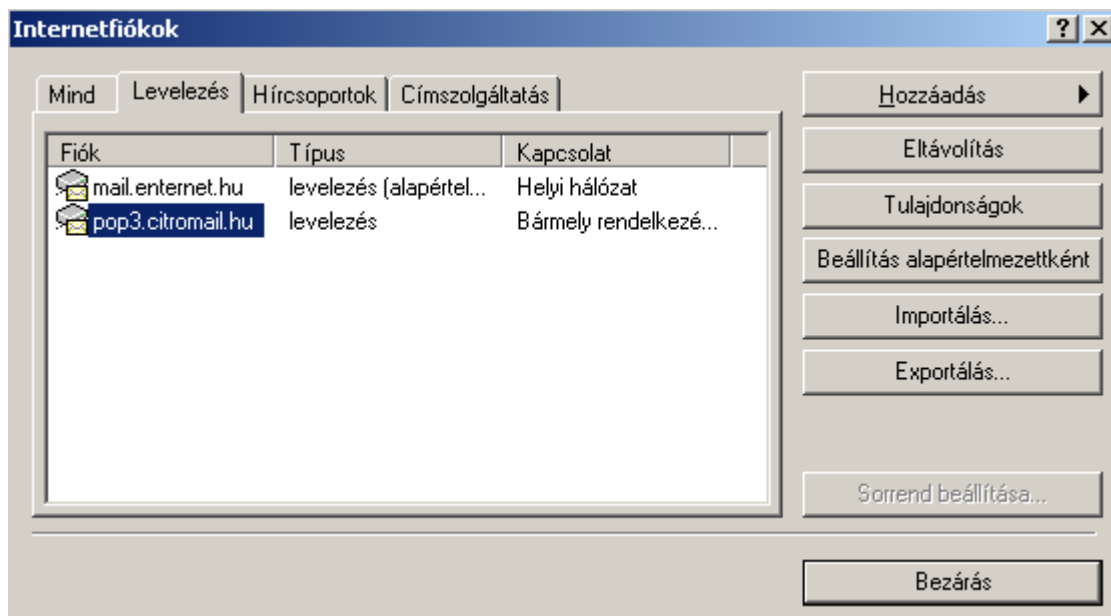 Internetfiókok
Mind Levelezés Hírcsoportok Címszolgáltatás
Fiók Típus Kapcsolat
mail.enternet.hu levelezés (alapértel... Helyi hálózat
pop3.citromail.hu levelezés Bármely rendelkezé...
Hozzáadás
Eltávolítás
Tulajdonságok
Beállítás alapértelmezettként
Importálás...
Exportálás...
Sorrend beállítása...
Bezárás